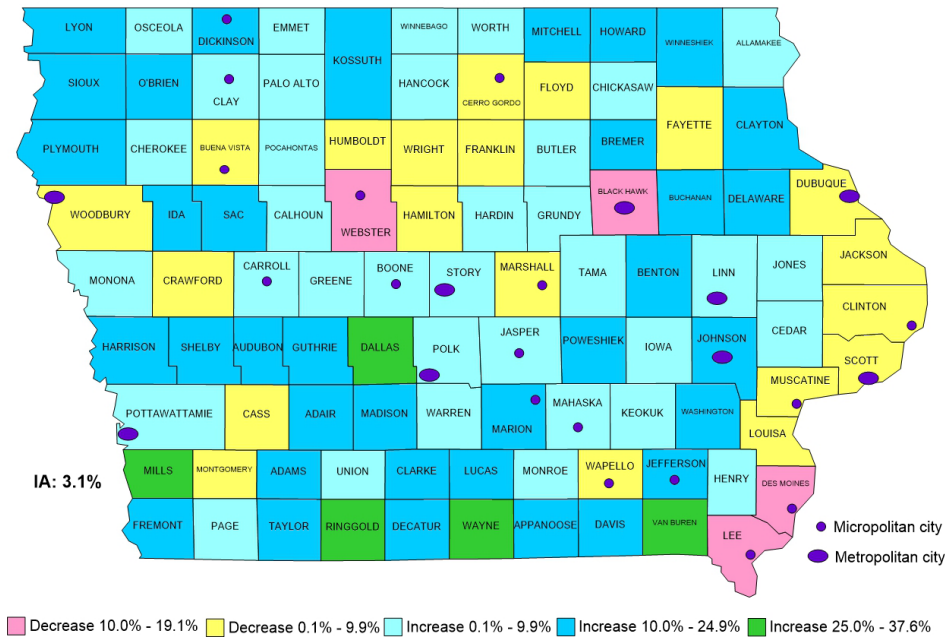 LYON OSCEOLA DICKINSON EMMET WINNEBAGO WORTH MITCHELL HOWARD WINNESHIEK ALLAMAKEE
KOSSUTH
SIOUX O'BRIEN CLAY PALO ALTO HANCOCK CERRO GORDO FLOYD CHICKASAW
FAYETTE CLAYTON
PLYMOUTH CHEROKEE BUENA VISTA POCAHONTAS HUMBOLDT WRIGHT FRANKLIN BUTLER BREMER
WOODBURY IDA SAC CALHOUN WEBSTER HAMILTON HARDIN GRUNDY BLACK HAWK BUCHANAN DELAWARE DUBUQUE
MONONA CRAWFORD CARROLL GREENE BOONE STORY MARSHALL TAMA BENTON LINN JONES JACKSON
CLINTON
HARRISON SHELBY AUDUBON GUTHRIE DALLAS POLK JASPER POWESHIEK IOWA JOHNSON CEDAR
SCOTT
MUSCATINE
POTTAWATTAMIE CASS ADAIR MADISON WARREN MARION MAHASKA KEOKUK WASHINGTON
LOUISA
MILLS MONTGOMERY ADAMS UNION CLARKE LUCAS MONROE WAPELLO JEFFERSON HENRY DES MOINES
IA: 3.1%
FREMONT PAGE TAYLOR RINGGOLD DECATUR WAYNE APPANOOSE DAVIS VAN BUREN LEE
Micropolitan city
Metropolitan city
Decrease 10.0% - 19.1% Decrease 0.1% - 9.9% Increase 0.1% - 9.9% Increase 10.0% - 24.9% Increase 25.0% - 37.6%